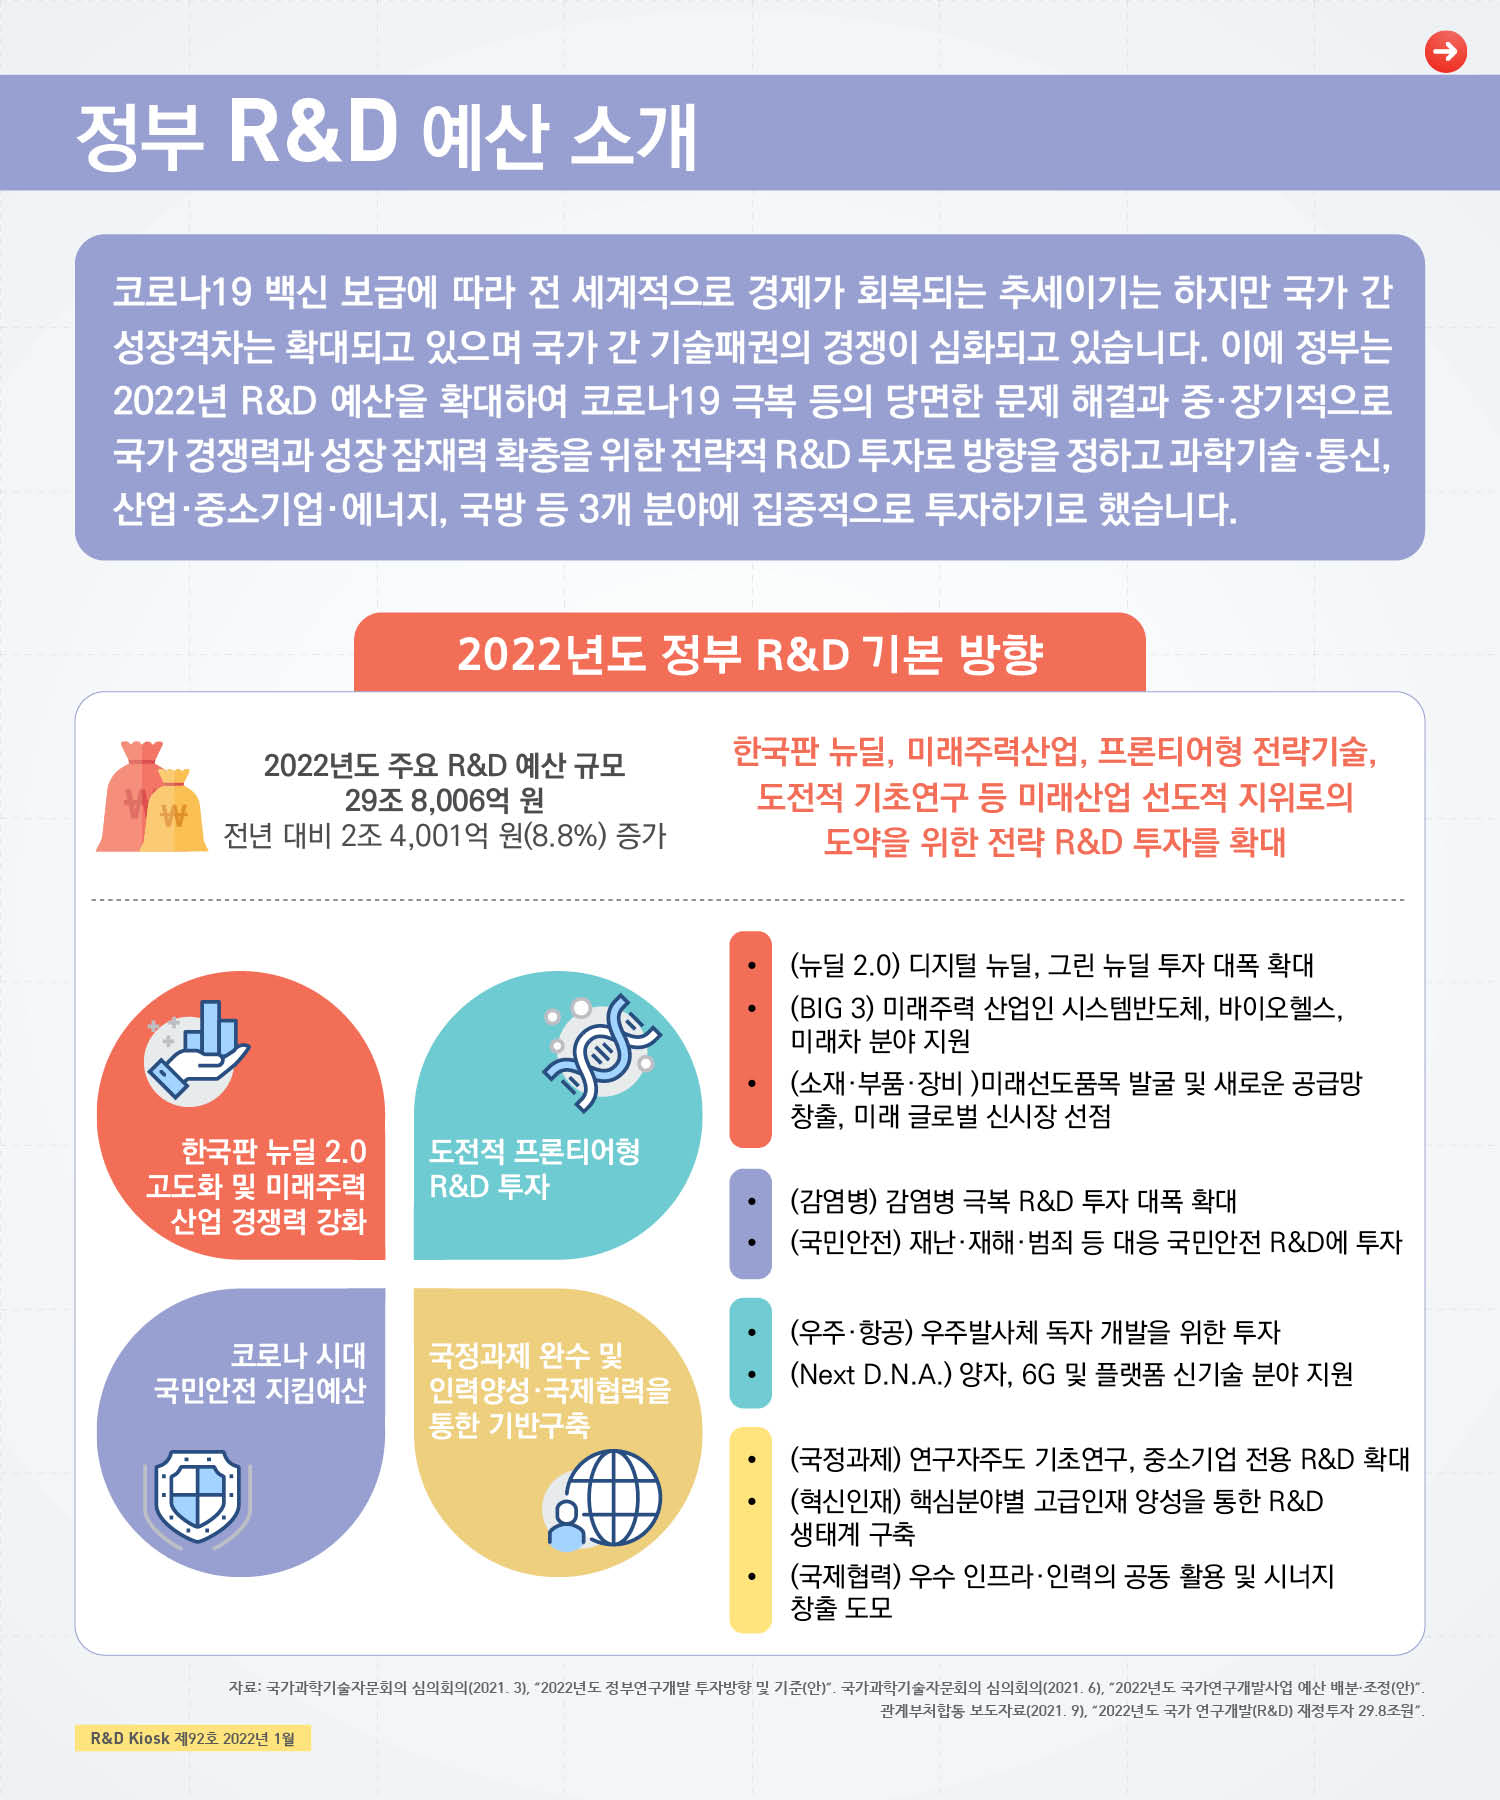 정부 R&D 예산 소개
코로나19 백신 보급에 따라 전 세계적으로 경제가 회복되는 추세이기는 하지만 국가 간
성장격차는 확대되고 있으며 국가 간 기술패권의 경쟁이 심화되고 있습니다. 이에 정부는
2022년 R&D 예산을 확대하여 코로나19 극복 등의 당면한 문제 해결과 중·장기적으로
국가 경쟁력과 성장 잠재력 확충을 위한 전략적 R&D 투자로 방향을 정하고 과학기술·통신,
산업·중소기업·에너지, 국방 등 3개 분야에 집중적으로 투자하기로 했습니다.
2022년도 정부 R&D 기본 방향
2022년도 주요 R&D 예산 규모
29조 8,006억 원
전년 대비 2조 4,001억 원(8.8%) 증가
한국판 뉴딜, 미래주력산업, 프론티어형 전략기술,
도전적 기초연구 등 미래산업 선도적 지위로의
도약을 위한 전략 R&D 투자를 확대
한국판 뉴딜 2.0
고도화 및 미래주력
산업 경쟁력 강화
도전적 프론티어형
R&D 투자
코로나 시대
국민안전 지킴예산
국정과제 완수 및
인력양성·국제협력을
통한 기반구축
• (뉴딜 2.0) 디지털 뉴딜, 그린 뉴딜 투자 대폭 확대
• (BIG 3) 미래주력 산업인 시스템반도체, 바이오헬스,
미래차 분야 지원
• (소재·부품·장비 )미래선도품목 발굴 및 새로운 공급망
창출, 미래 글로벌 신시장 선점
• (감염병) 감염병 극복 R&D 투자 대폭 확대
• (국민안전) 재난·재해·범죄 등 대응 국민안전 R&D에 투자
• (우주·항공) 우주발사체 독자 개발을 위한 투자
• (Next D.N.A.) 양자, 6G 및 플랫폼 신기술 분야 지원
• (국정과제) 연구자주도 기초연구, 중소기업 전용 R&D 확대
• (혁신인재) 핵심분야별 고급인재 양성을 통한 R&D
생태계 구축
• (국제협력) 우수 인프라·인력의 공동 활용 및 시너지
창출 도모
자료: 국가과학기술자문회의 심의회의(2021. 3), “2022년도 정부연구개발 투자방향 및 기준(안)”. 국가과학기술자문회의 심의회의(2021. 6), “2022년도 국가연구개발사업 예산 배분·조정(안)”.
관계부처합동 보도자료(2021. 9), “2022년도 국가 연구개발(R&D) 재정투자 29.8조원”.
R&D Kiosk 제92호 2022년 1월